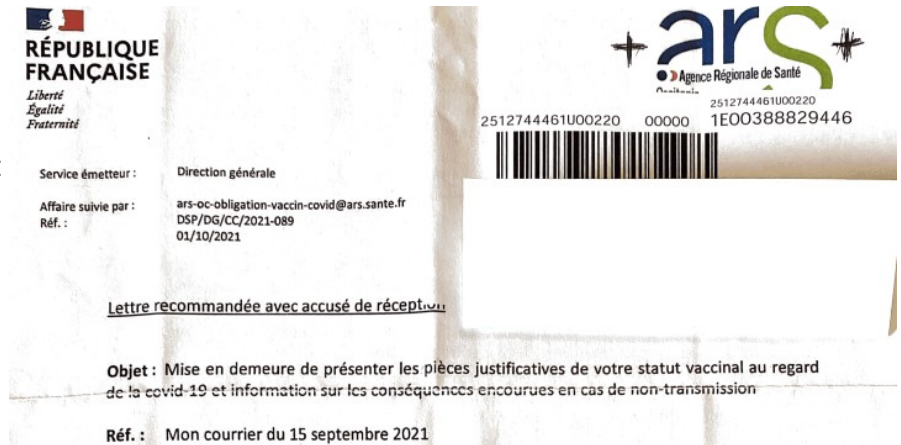 RÉPUBLIQUE
FRANÇAISE
Liberté
Égalité
Fraternité
ars
Agence Régionale de Santé
2512744461U00220
2512744461U00220 00000 1E00388829446
Service émetteur : Direction générale
Affaire suivie par : ars-oc-obligation-vaccin-covid@ars.sante.fr
Réf. : DSP/DG/CC/2021-089
01/10/2021
Lettre recommandée avec accusé de réception
Objet : Mise en demeure de présenter les pièces justificatives de votre statut vaccinal au regard
de la covid-19 et information sur les conséquences encourues en cas de non-transmission
Réf. : Mon courrier du 15 septembre 2021